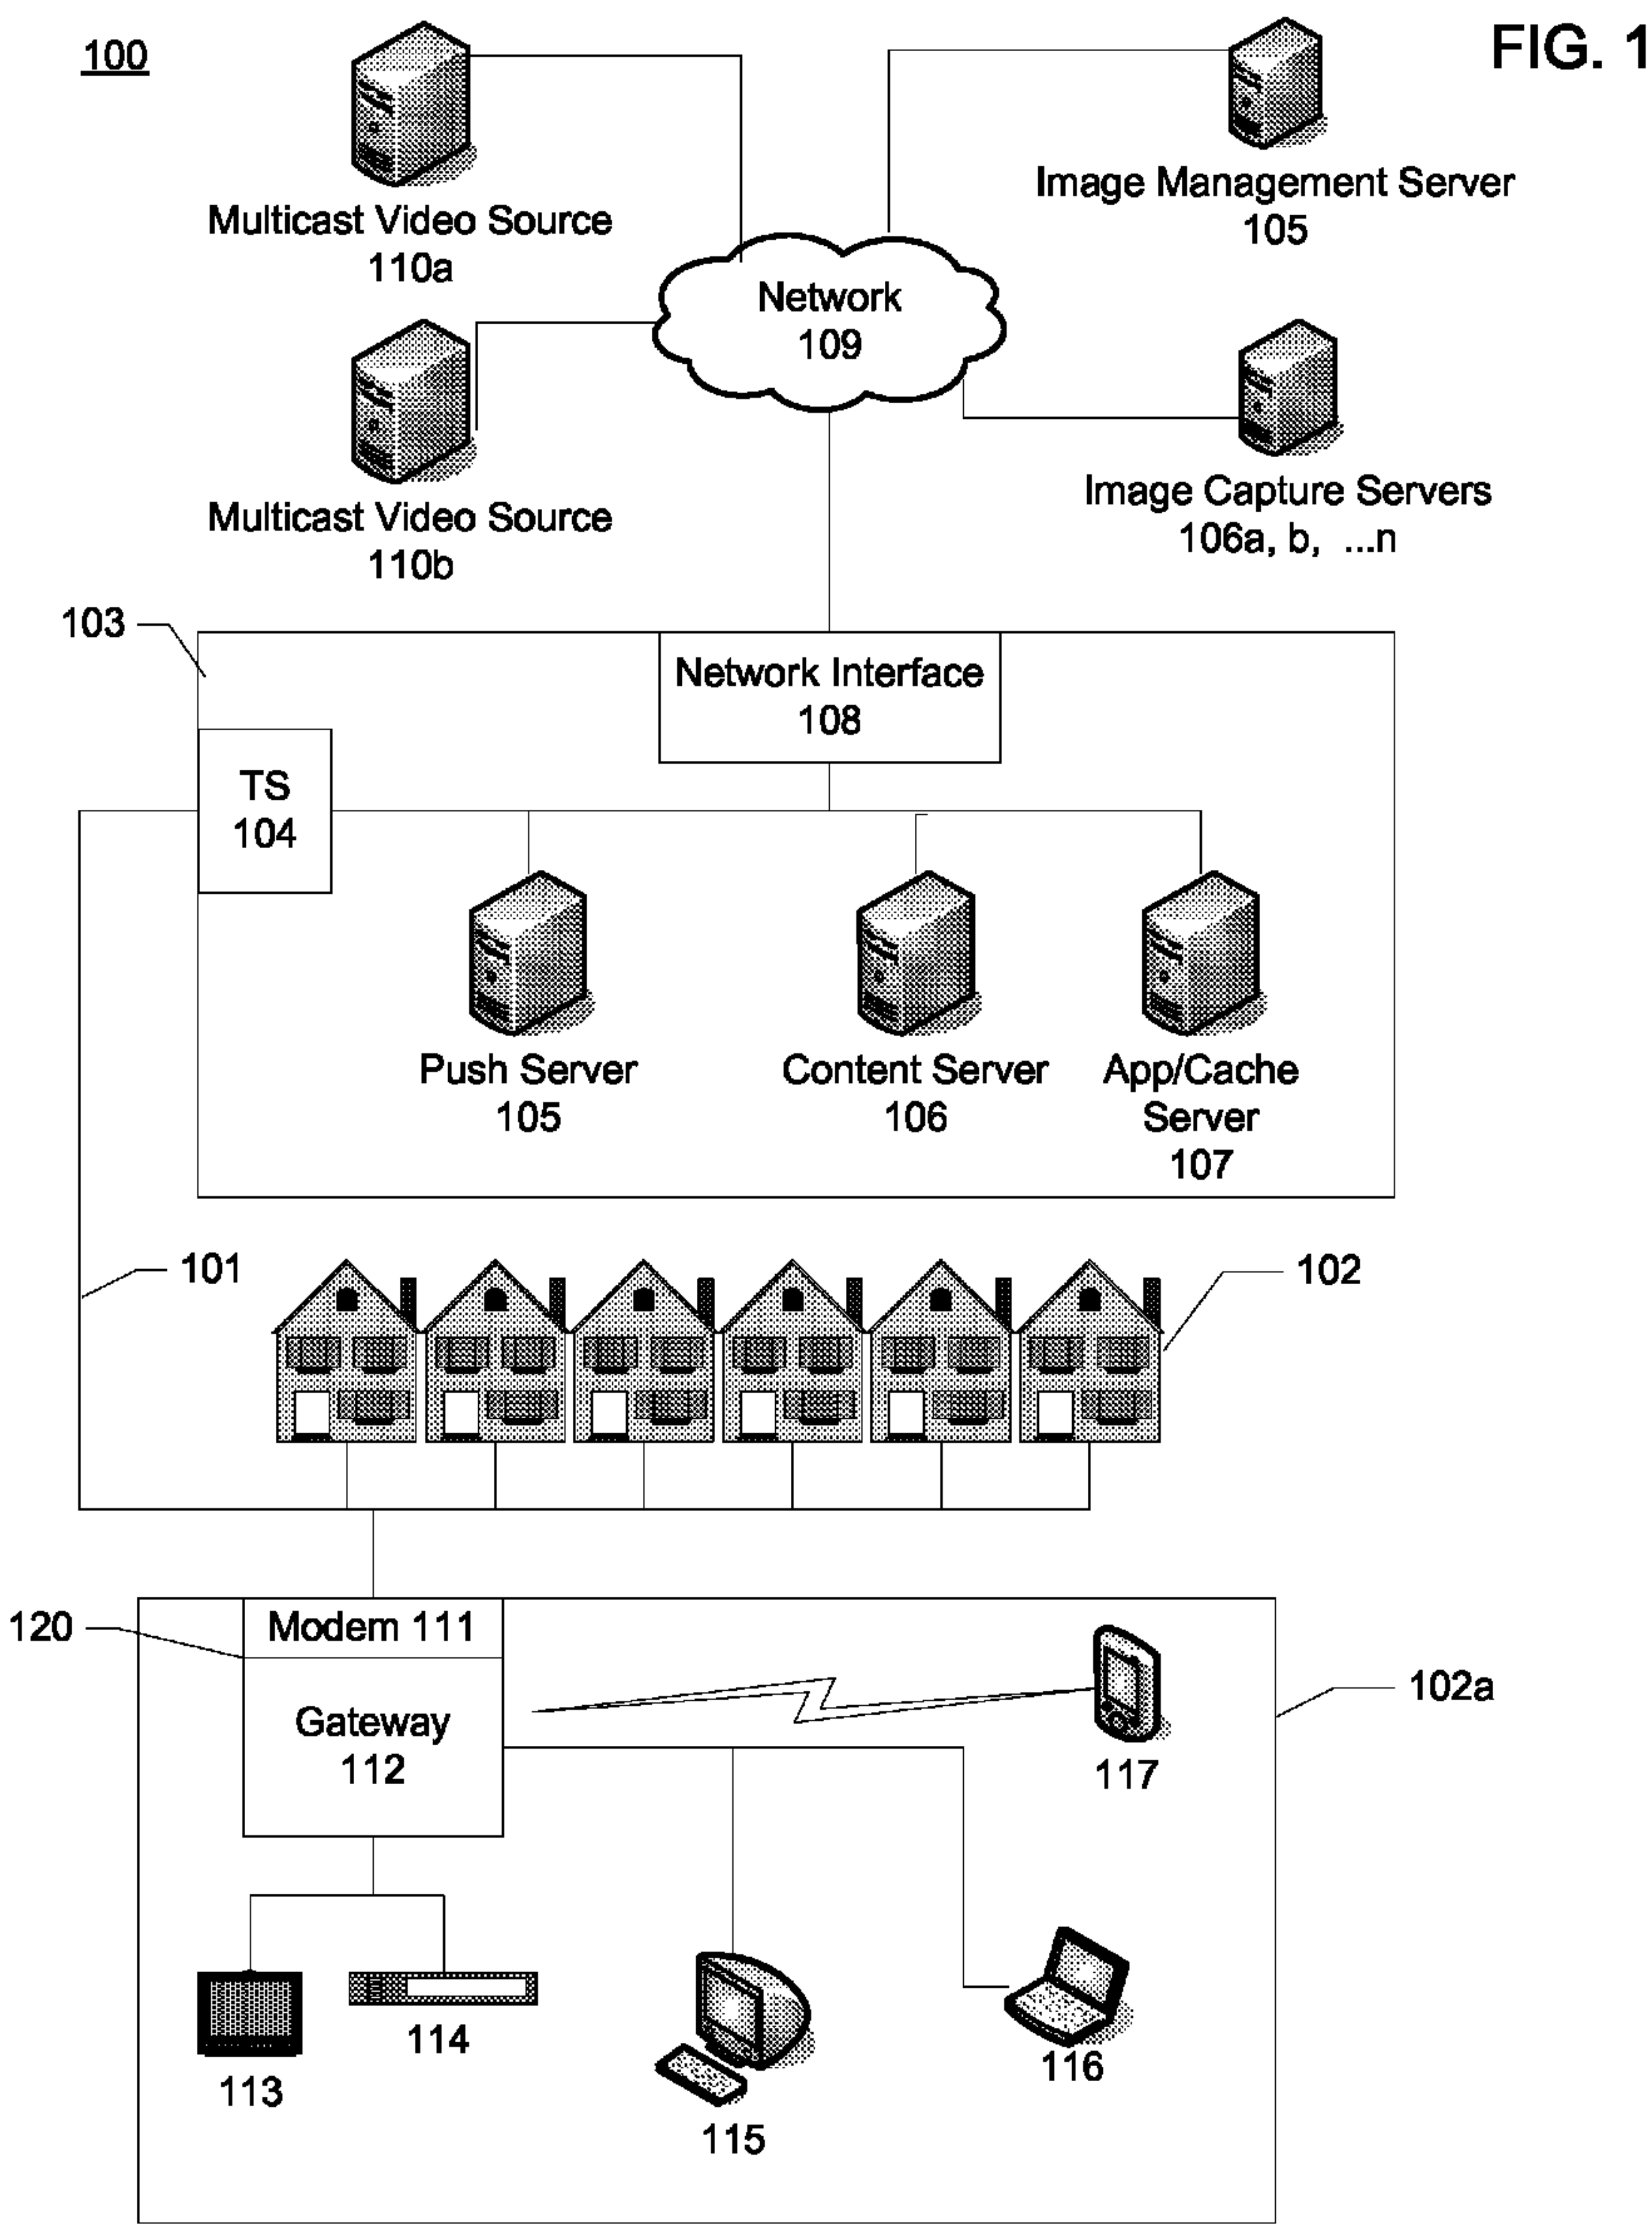 FIG. 1
100
Multicast Video Source
110a
Image Management Server
105
Network
109
Multicast Video Source
110b
Image Capture Servers
106a, b, ...n
103
Network Interface
108
TS
104
Push Server
105
Content Server
106
App/Cache
Server
107
101
102
120
Modem 111
Gateway
112
117
102a
113
114
115
116